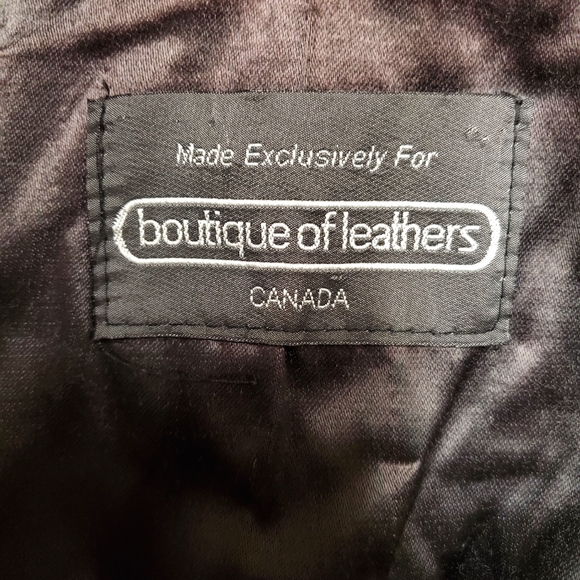 Made Exclusively For
boutique of leathers
CANADA